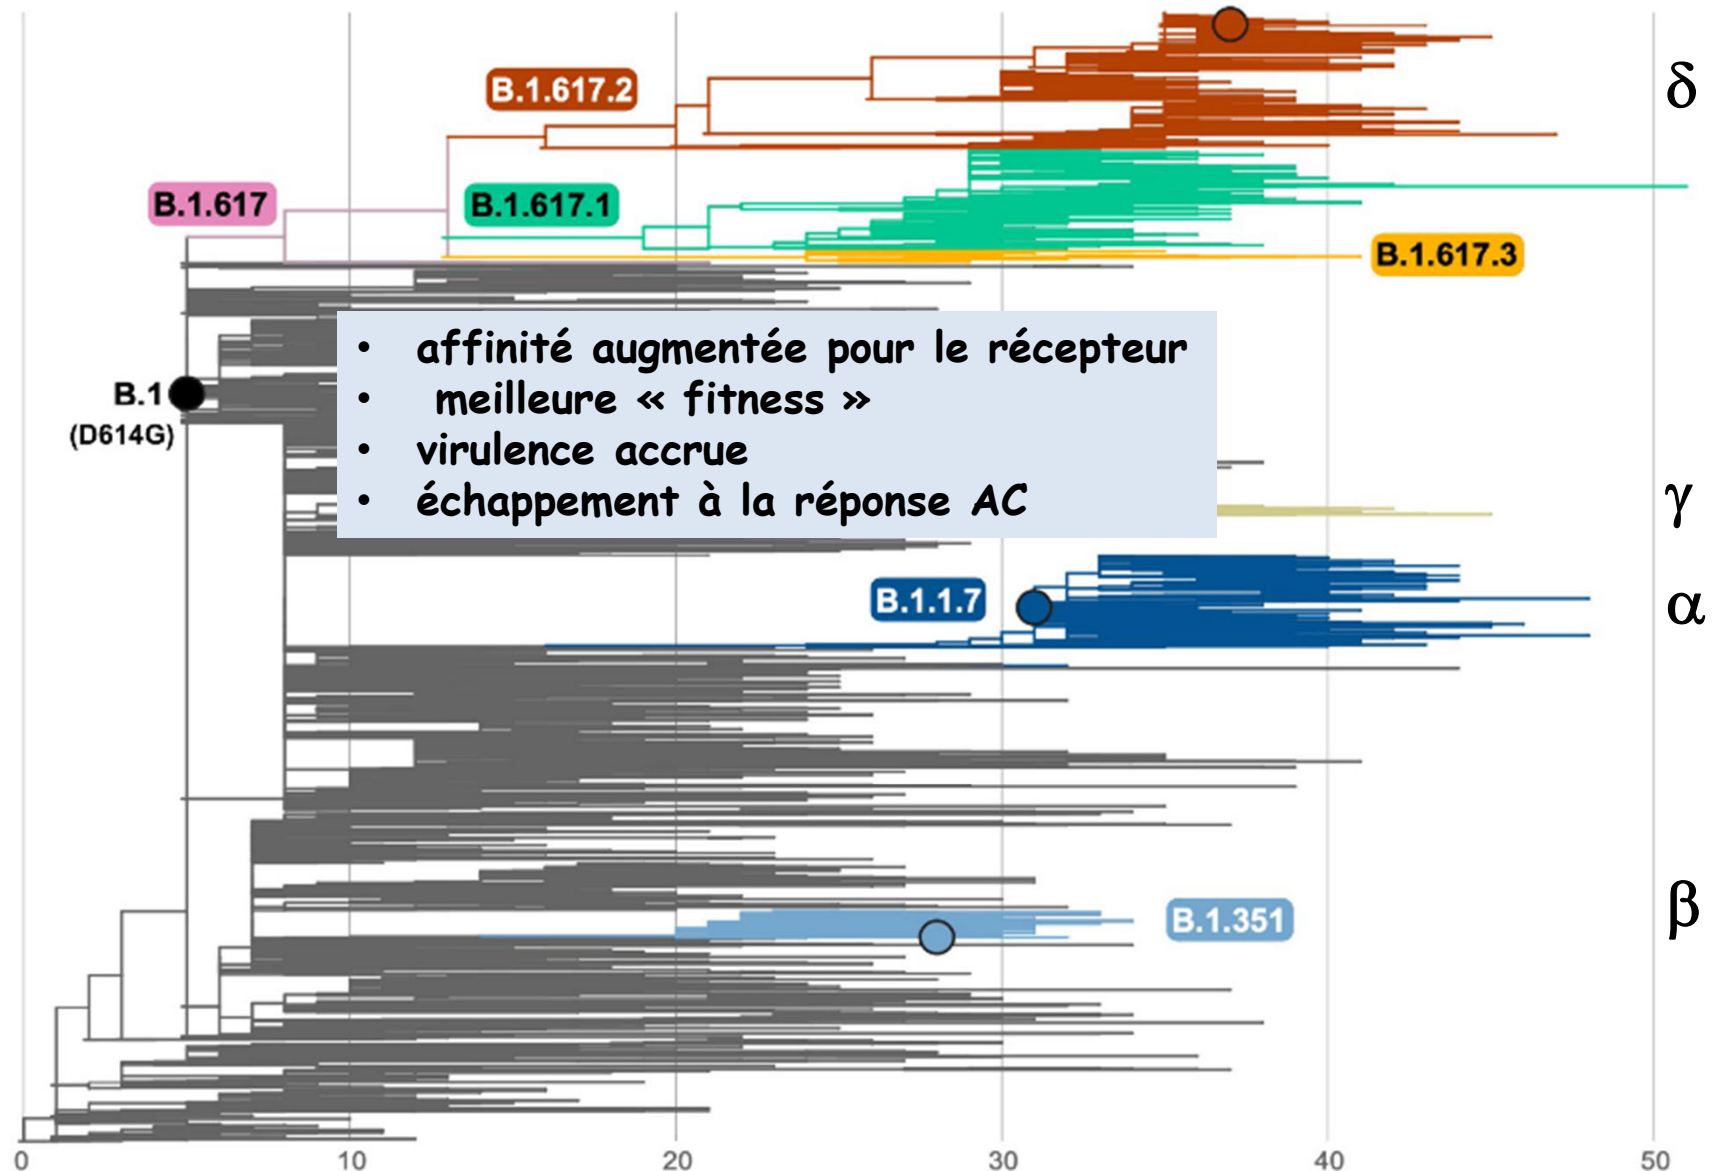 B.1.617.2
δ
B.1.617
B.1.617.1
B.1.617.3
• affinité augmentée pour le récepteur
• meilleure « fitness »
• virulence accrue
• échappement à la réponse AC
B.1
(D614G)
γ
B.1.1.7
α
B.1.351
β
0 10 20 30 40 50